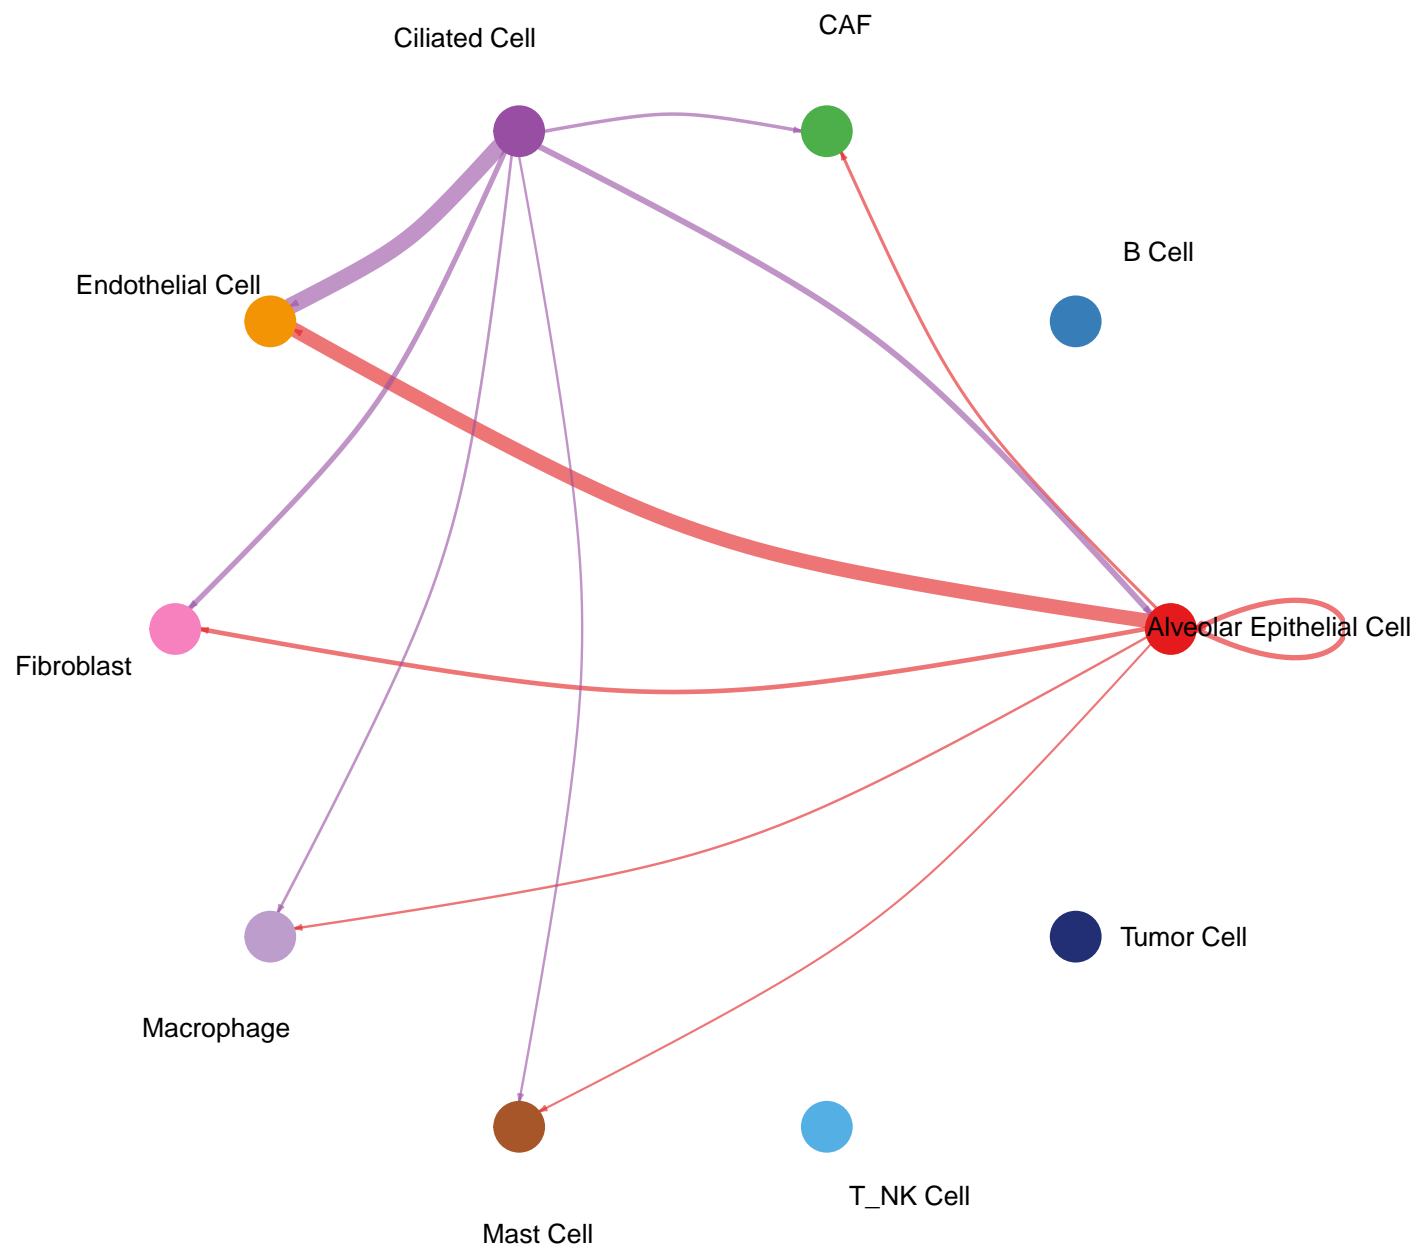 CAF
Ciliated Cell
B Cell
Endothelial Cell
Alveolar Epithelial Cell
Fibroblast
Tumor Cell
Macrophage
T_NK Cell
Mast Cell